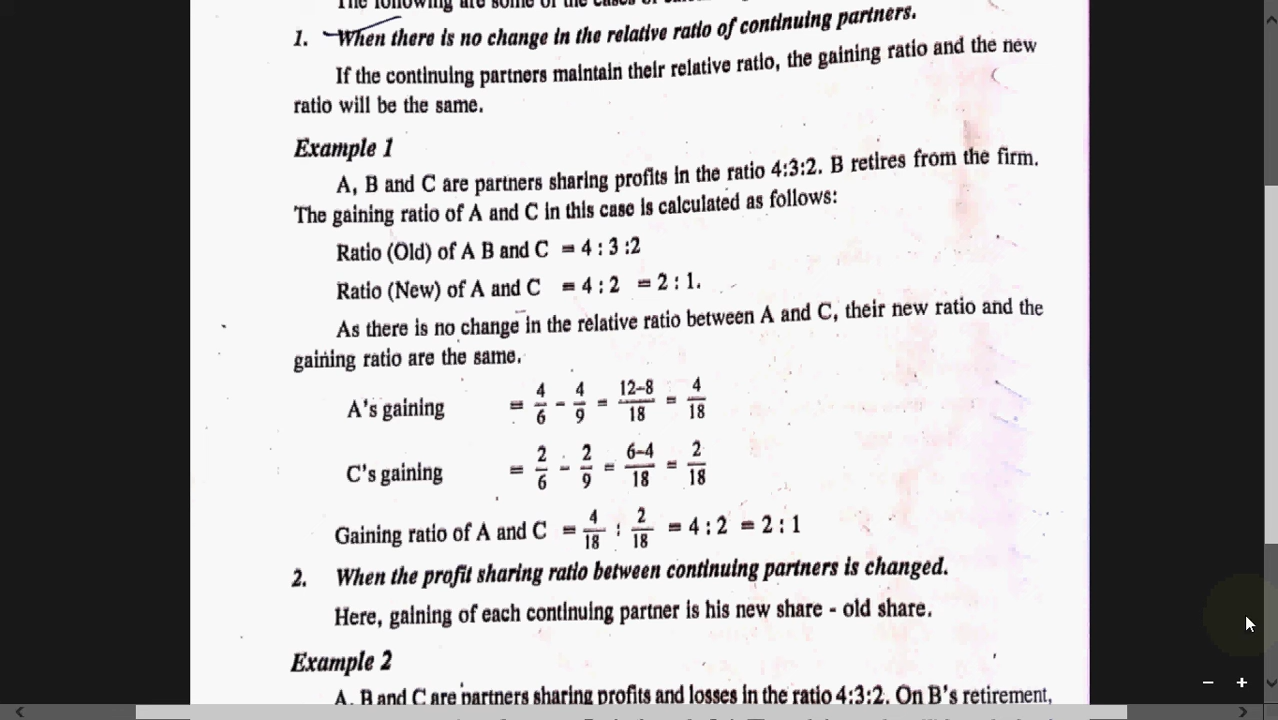 The following are some of the cases of
1. When there is no change in the relative ratio of continuing partners.
If the continuing partners maintain their relative ratio, the gaining ratio and the new
ratio will be the same.
Example 1
A, B and C are partners sharing profits in the ratio 4:3:2. B retires from the firm.
The gaining ratio of A and C in this case is calculated as follows:
Ratio (Old) of A B and C = 4 : 3 :2
Ratio (New) of A and C = 4 : 2 = 2 : 1.
As there is no change in the relative ratio between A and C, their new ratio and the
gaining ratio are the same.
A's gaining = 4/6 - 4/9 = 12-8/18 = 4/18
C's gaining = 2/6 - 2/9 = 6-4/18 = 2/18
Gaining ratio of A and C = 4/18 : 2/18 = 4 : 2 = 2 : 1
2. When the profit sharing ratio between continuing partners is changed.
Here, gaining of each continuing partner is his new share - old share.
Example 2
A, B and C are partners sharing profits and losses in the ratio 4:3:2. On B's retirement,